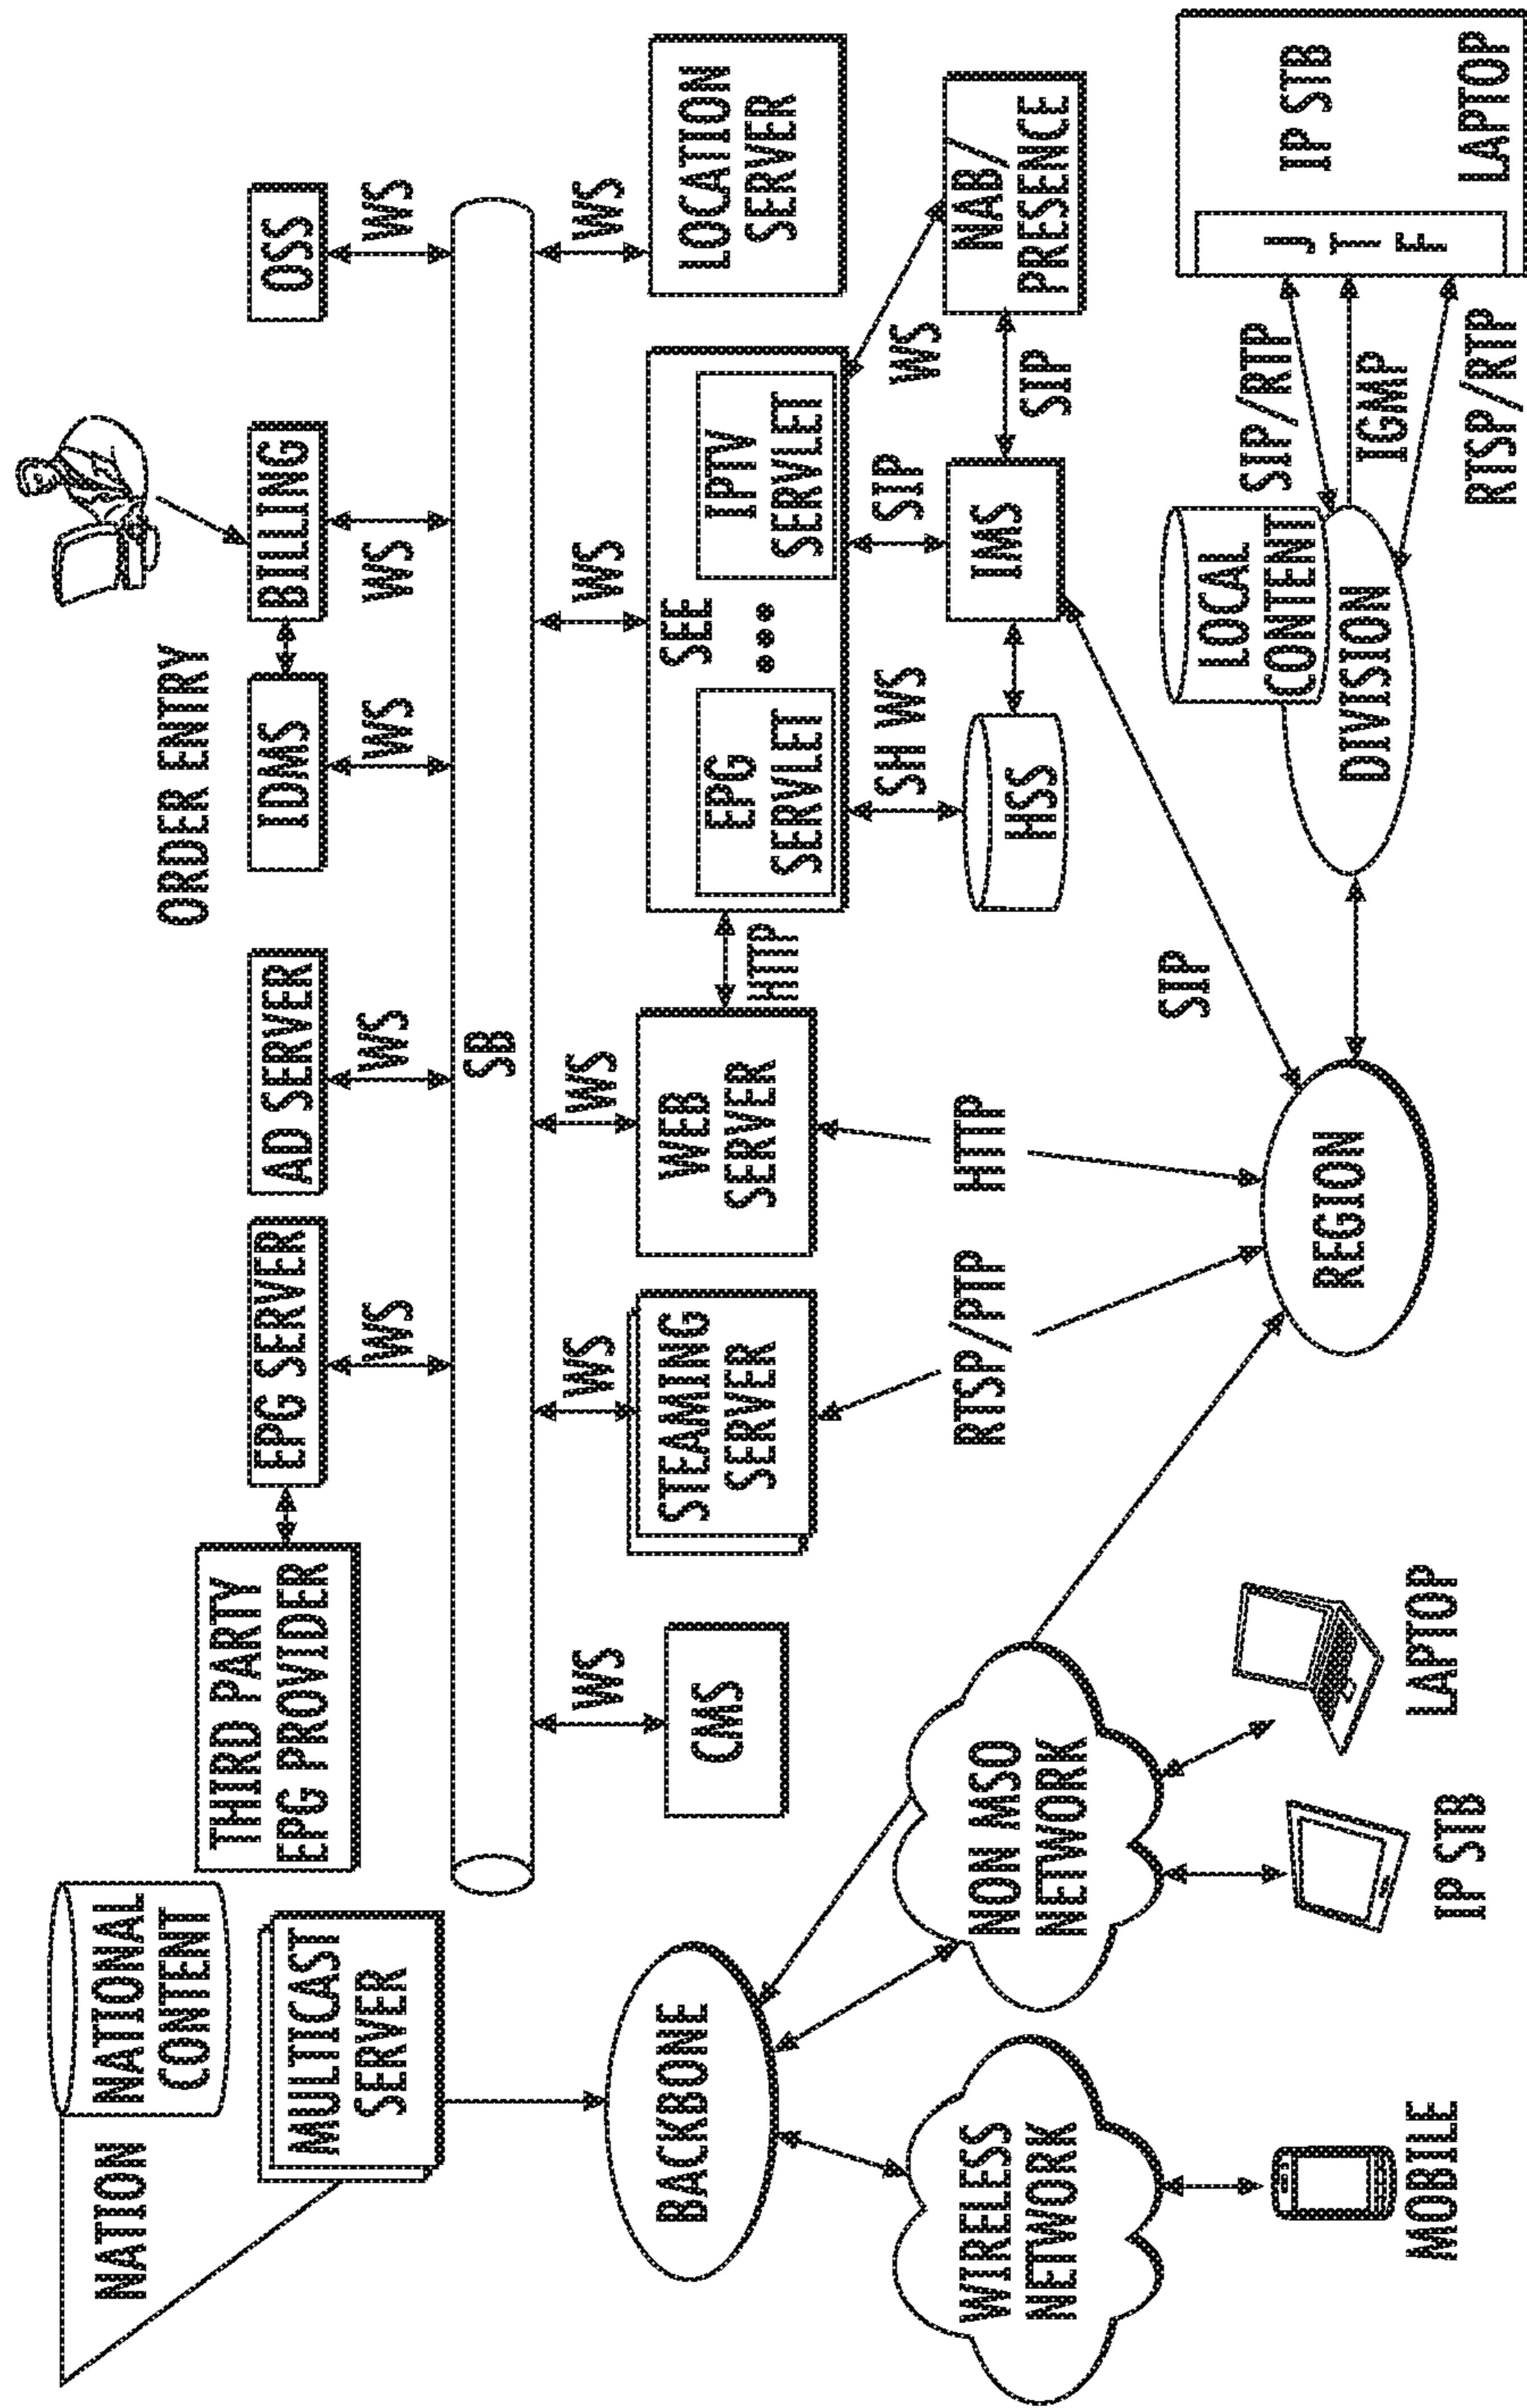 NATION
NATIONAL
CONTENT
MULTICAST
SERVER
THIRD PARTY
EPG PROVIDER
EPG SERVER
AD SERVER
ORDER ENTRY
IDMS
BILLING
OSS
WS
WS
WS
WS
WS
SB
WS
WS
WS
WS
WS
CMS
STEAMING
SERVER
WEB
SERVER
HTTP
SEE
EPG
SERVLET
IPTV
SERVLET
LOCATION
SERVER
BACKBONE
RTSP/PTP
HTTP
SH WS
SIP
WS
HSS
IMS
SIP
NAB/
PRESENCE
WIRELESS
NETWORK
NON MSO
NETWORK
SIP
REGION
LOCAL
CONTENT
DIVISION
SIP/RTP
IGMP
RTSP/RTP
J
T
F
IP STB
LAPTOP
MOBILE
IP STB
LAPTOP